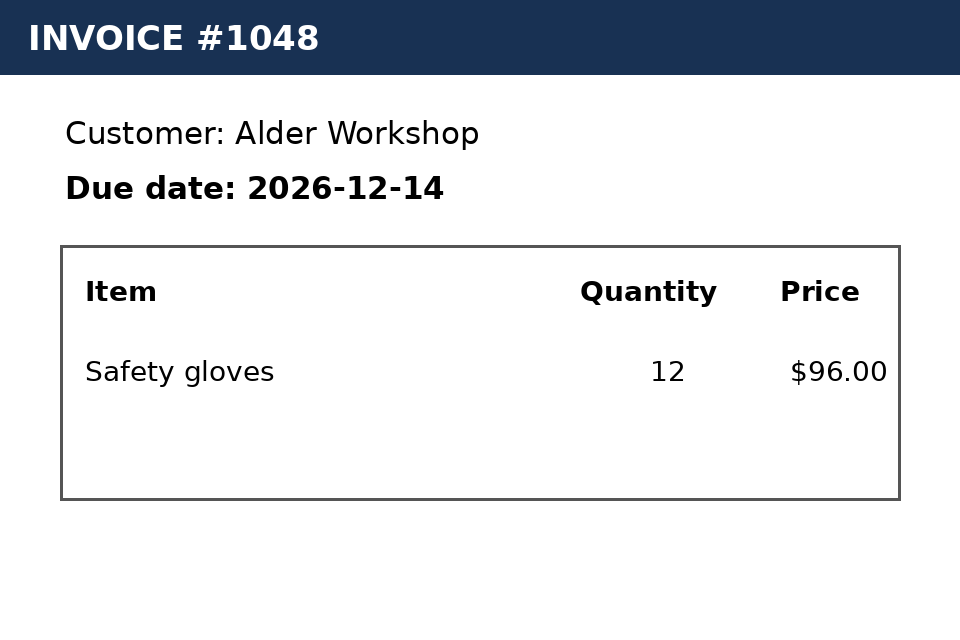 INVOICE #1048
Customer: Alder Workshop
Due date: 2026-12-14
Item Quantity Price
Safety gloves 12 $96.00